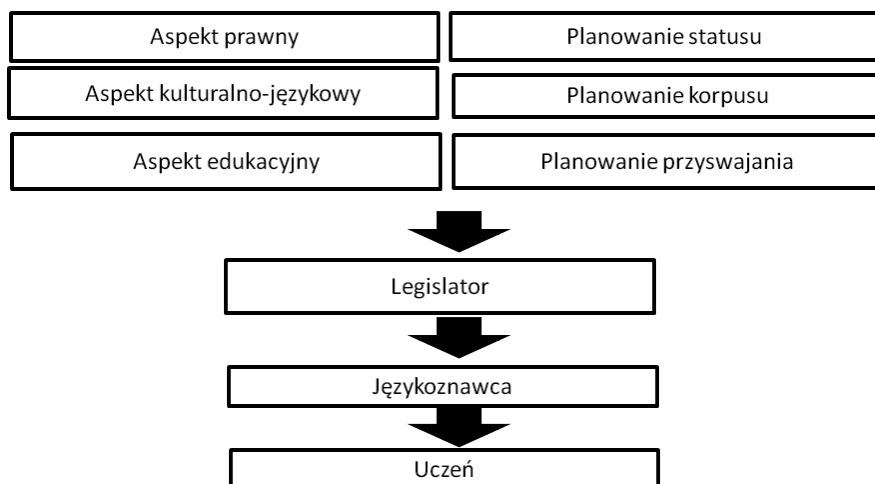 Aspekt prawny
Planowanie statusu
Aspekt kulturalno-językowy
Planowanie korpusu
Aspekt edukacyjny
Planowanie przyswajania
Legislator
Językoznawca
Uczeń